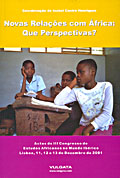 Novas Relações com África:
Que Perspectivas?
Actas do III Congresso de
Estudos Africanos no Mundo Ibérico
Lisboa, 11, 12 e 13 de Dezembro de 2001
VULGATA